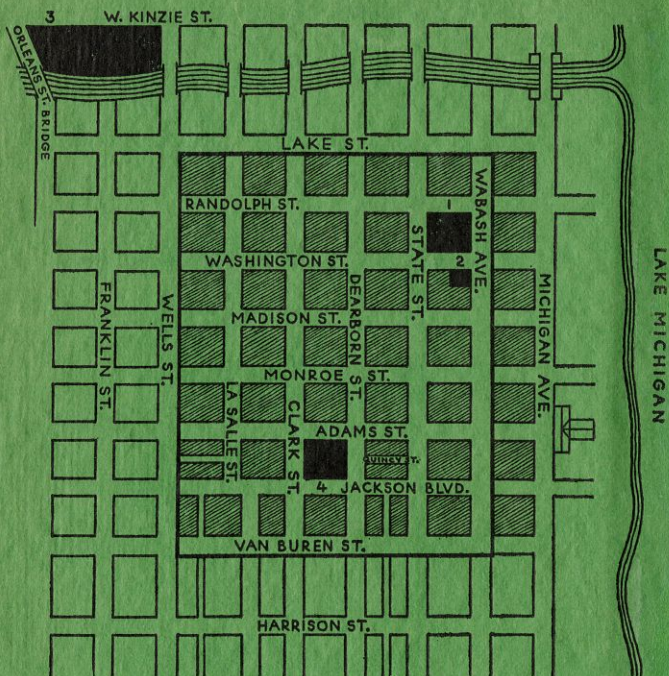 3
W. KINZIE ST.
ORLEANS ST. BRIDGE
LAKE ST.
RANDOLPH ST.
1
WABASH AVE.
WASHINGTON ST.
STATE ST.
2
LAKE MICHIGAN
FRANKLIN ST.
WELLS ST.
MADISON ST.
DEARBORN ST.
MICHIGAN AVE.
MONROE ST.
LA SALLE ST.
CLARK ST.
ADAMS ST.
QUINCY ST.
4
JACKSON BLVD.
VAN BUREN ST.
HARRISON ST.